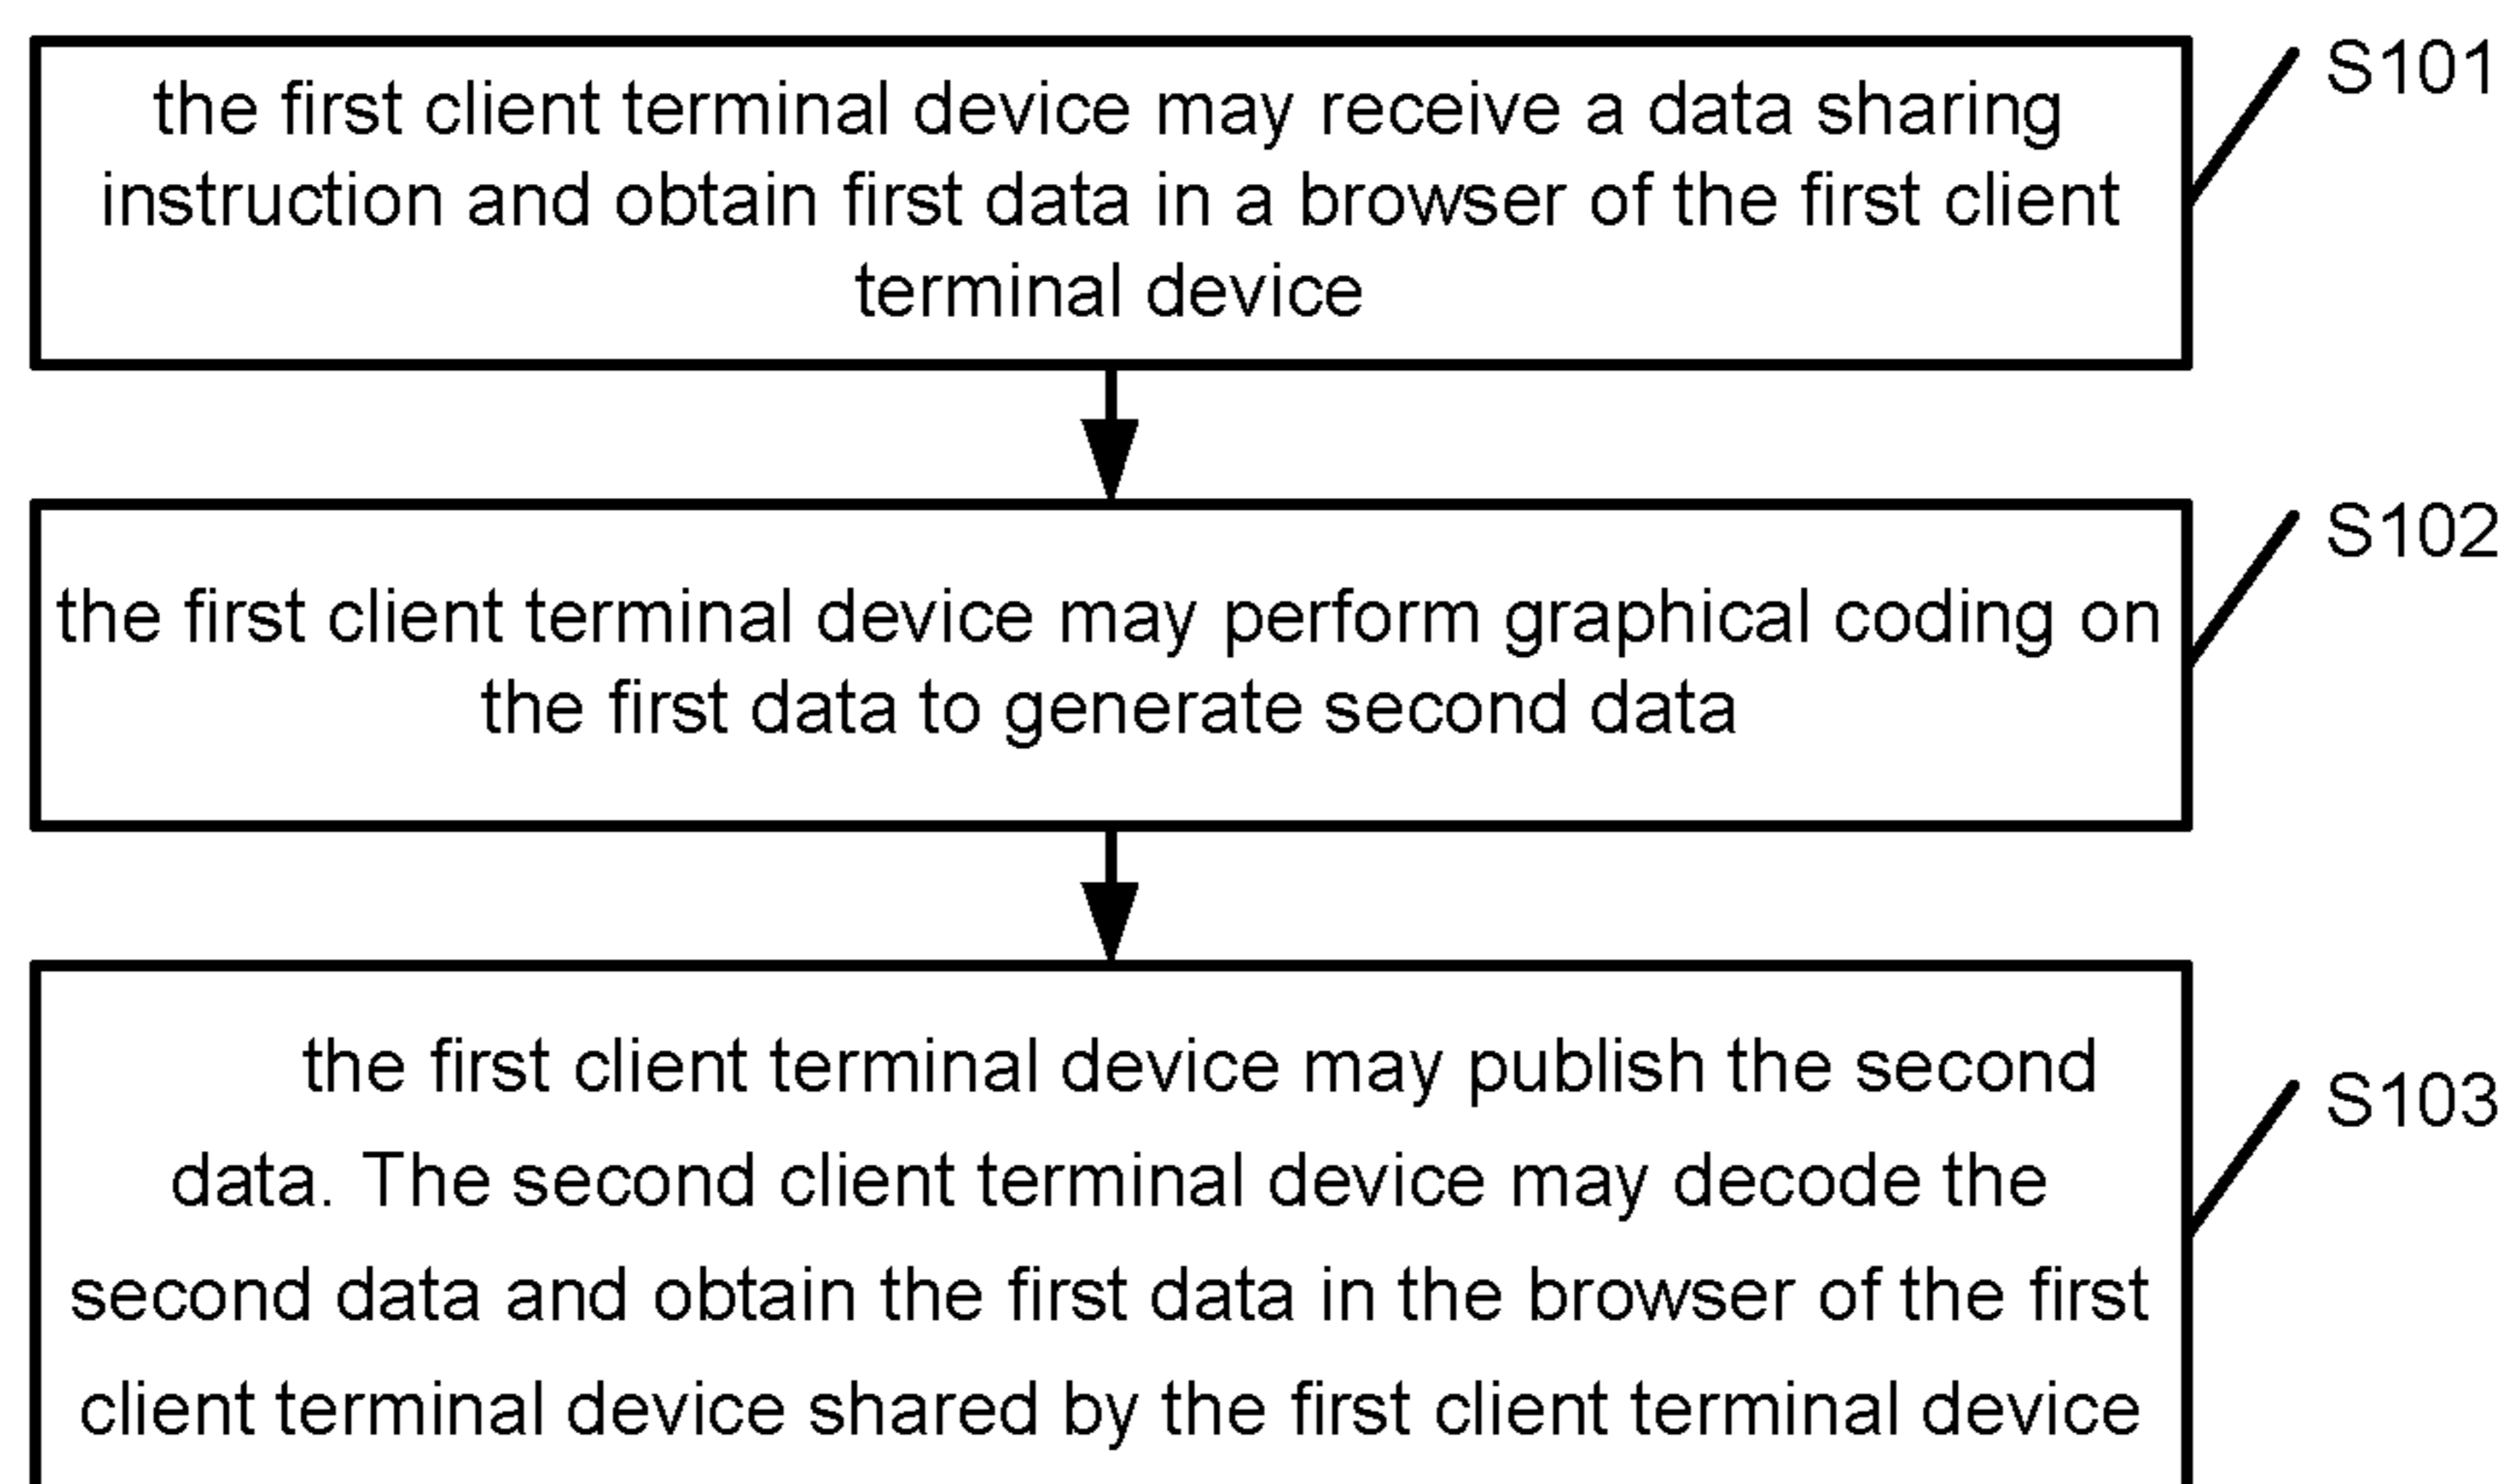 the first client terminal device may receive a data sharing
instruction and obtain first data in a browser of the first client
terminal device
S101
the first client terminal device may perform graphical coding on
the first data to generate second data
S102
the first client terminal device may publish the second
data. The second client terminal device may decode the
second data and obtain the first data in the browser of the first
client terminal device shared by the first client terminal device
S103